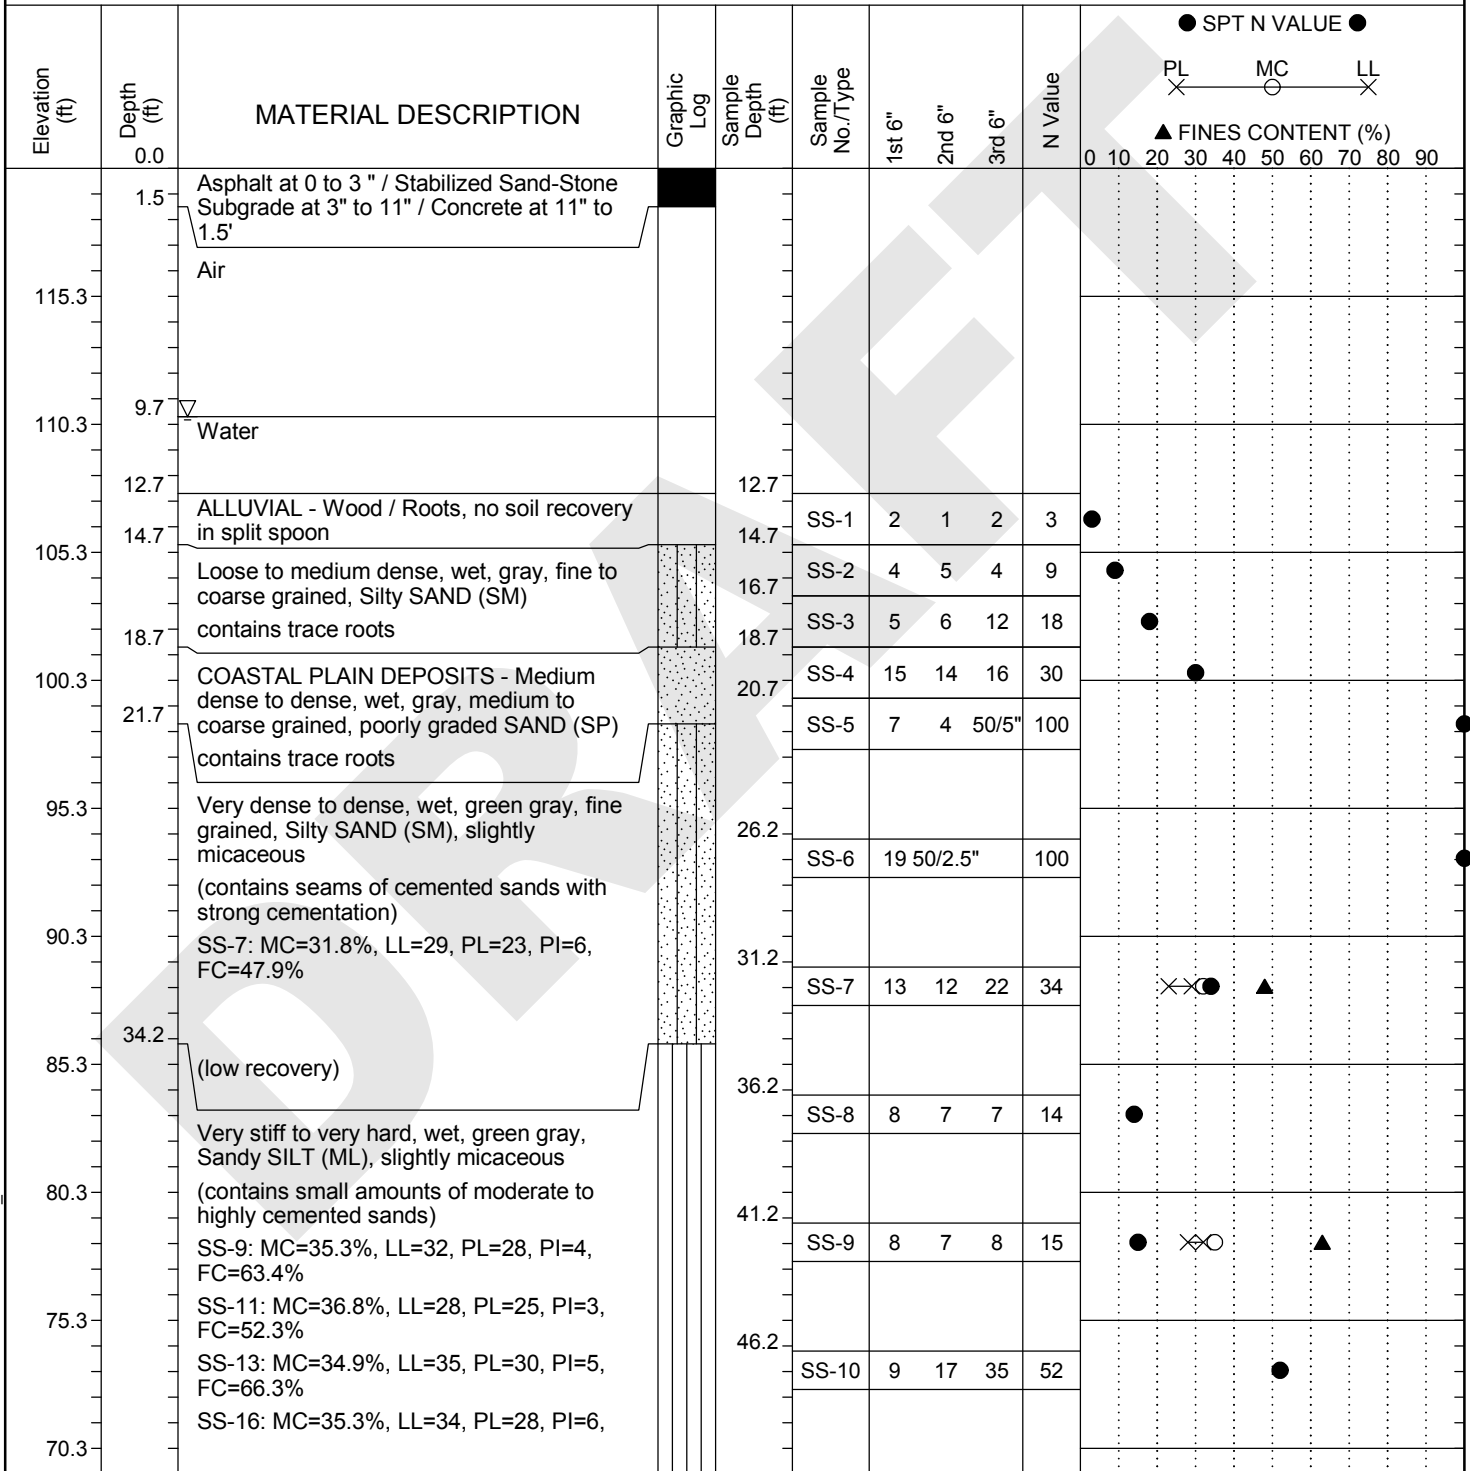 ● SPT N VALUE ●
PL MC LL
▲ FINES CONTENT (%)
0 10 20 30 40 50 60 70 80 90
Elevation (ft)
Depth (ft)
0.0
MATERIAL DESCRIPTION
Graphic Log
Sample Depth (ft)
Sample No./Type
1st 6"
2nd 6"
3rd 6"
N Value
1.5
Asphalt at 0 to 3 " / Stabilized Sand-Stone
Subgrade at 3" to 11" / Concrete at 11" to
1.5'
Air
115.3
9.7
110.3
Water
12.7 12.7
ALLUVIAL - Wood / Roots, no soil recovery
in split spoon
SS-1 2 1 2 3
14.7 14.7
105.3
Loose to medium dense, wet, gray, fine to
coarse grained, Silty SAND (SM)
SS-2 4 5 4 9
16.7
contains trace roots
SS-3 5 6 12 18
18.7 18.7
COASTAL PLAIN DEPOSITS - Medium
dense to dense, wet, gray, medium to
coarse grained, poorly graded SAND (SP)
contains trace roots
SS-4 15 14 16 30
100.3
20.7
21.7
SS-5 7 4 50/5" 100
95.3
Very dense to dense, wet, green gray, fine
grained, Silty SAND (SM), slightly
micaceous
26.2
SS-6 19 50/2.5" 100
(contains seams of cemented sands with
strong cementation)
90.3
SS-7: MC=31.8%, LL=29, PL=23, PI=6,
FC=47.9%
31.2
SS-7 13 12 22 34
34.2
85.3
(low recovery)
36.2
SS-8 8 7 7 14
Very stiff to very hard, wet, green gray,
Sandy SILT (ML), slightly micaceous
80.3
(contains small amounts of moderate to
highly cemented sands)
41.2
SS-9 8 7 8 15
SS-9: MC=35.3%, LL=32, PL=28, PI=4,
FC=63.4%
SS-11: MC=36.8%, LL=28, PL=25, PI=3,
FC=52.3%
75.3
46.2
SS-10 9 17 35 52
SS-13: MC=34.9%, LL=35, PL=30, PI=5,
FC=66.3%
SS-16: MC=35.3%, LL=34, PL=28, PI=6,
70.3
DRAFT